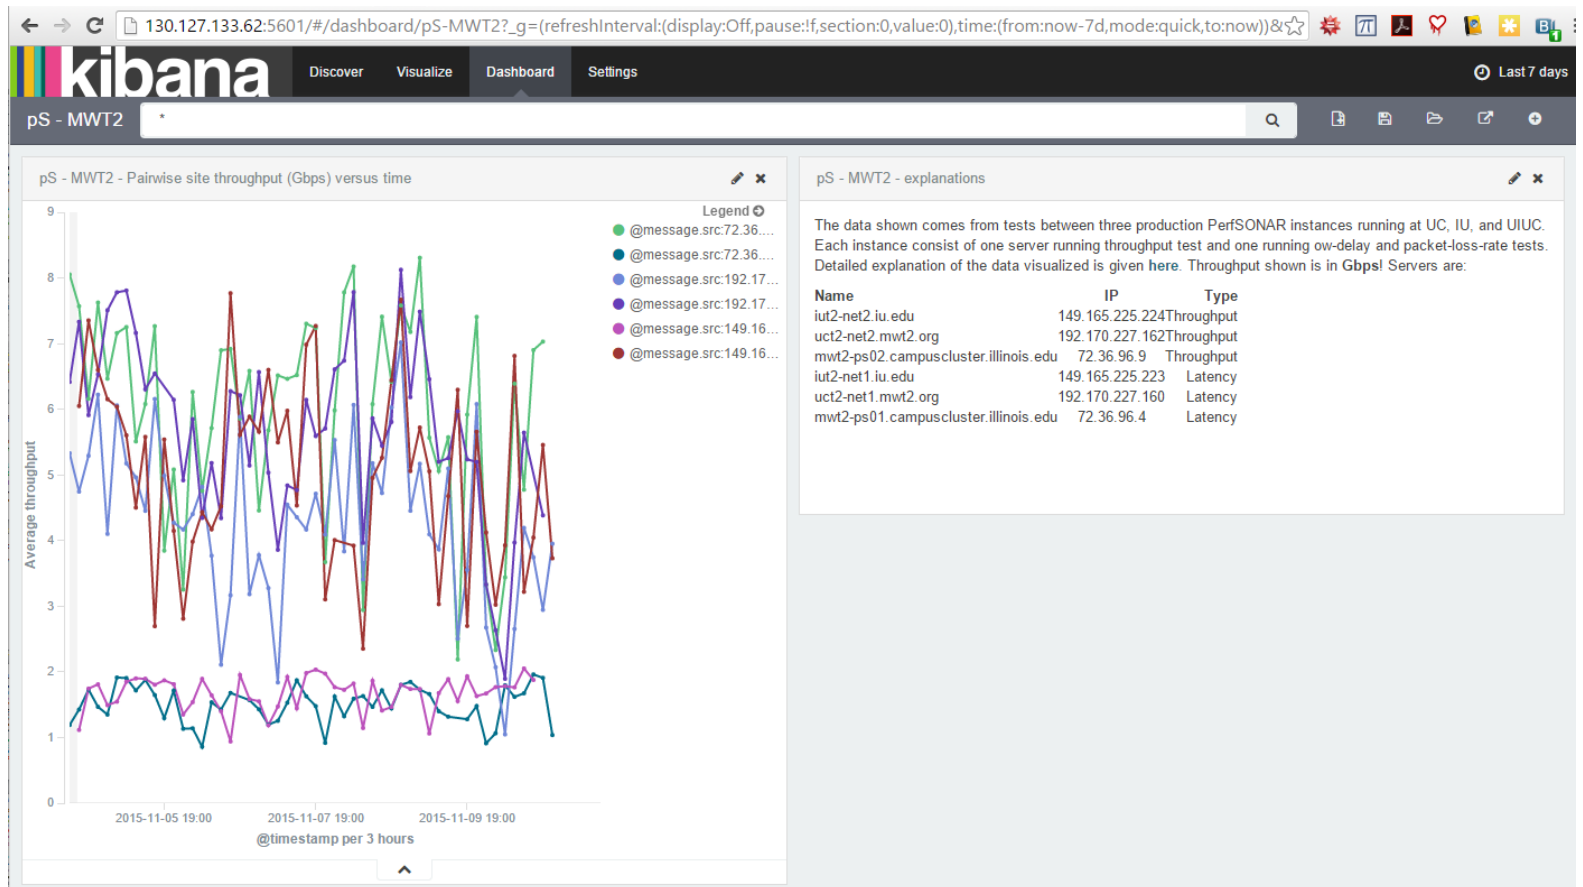 130.127.133.62:5601/#/dashboard/pS-MWT2?_g=(refreshInterval:(display:Off,pause:!f,section:0,value:0),time:(from:now-7d,mode:quick,to:now))&
kibana
Discover Visualize Dashboard Settings
Last 7 days
pS - MWT2 *
pS - MWT2 - Pairwise site throughput (Gbps) versus time
Legend
@message.src:72.36....
@message.src:72.36....
@message.src:192.17...
@message.src:192.17...
@message.src:149.16...
@message.src:149.16...
9
8
7
6
5
4
3
2
1
0
Average throughput
2015-11-05 19:00 2015-11-07 19:00 2015-11-09 19:00
@timestamp per 3 hours
pS - MWT2 - explanations
The data shown comes from tests between three production PerfSONAR instances running at UC, IU, and UIUC.
Each instance consist of one server running throughput test and one running ow-delay and packet-loss-rate tests.
Detailed explanation of the data visualized is given here. Throughput shown is in Gbps! Servers are:
Name IP Type
iut2-net2.iu.edu 149.165.225.224 Throughput
uct2-net2.mwt2.org 192.170.227.162 Throughput
mwt2-ps02.campuscluster.illinois.edu 72.36.96.9 Throughput
iut2-net1.iu.edu 149.165.225.223 Latency
uct2-net1.mwt2.org 192.170.227.160 Latency
mwt2-ps01.campuscluster.illinois.edu 72.36.96.4 Latency